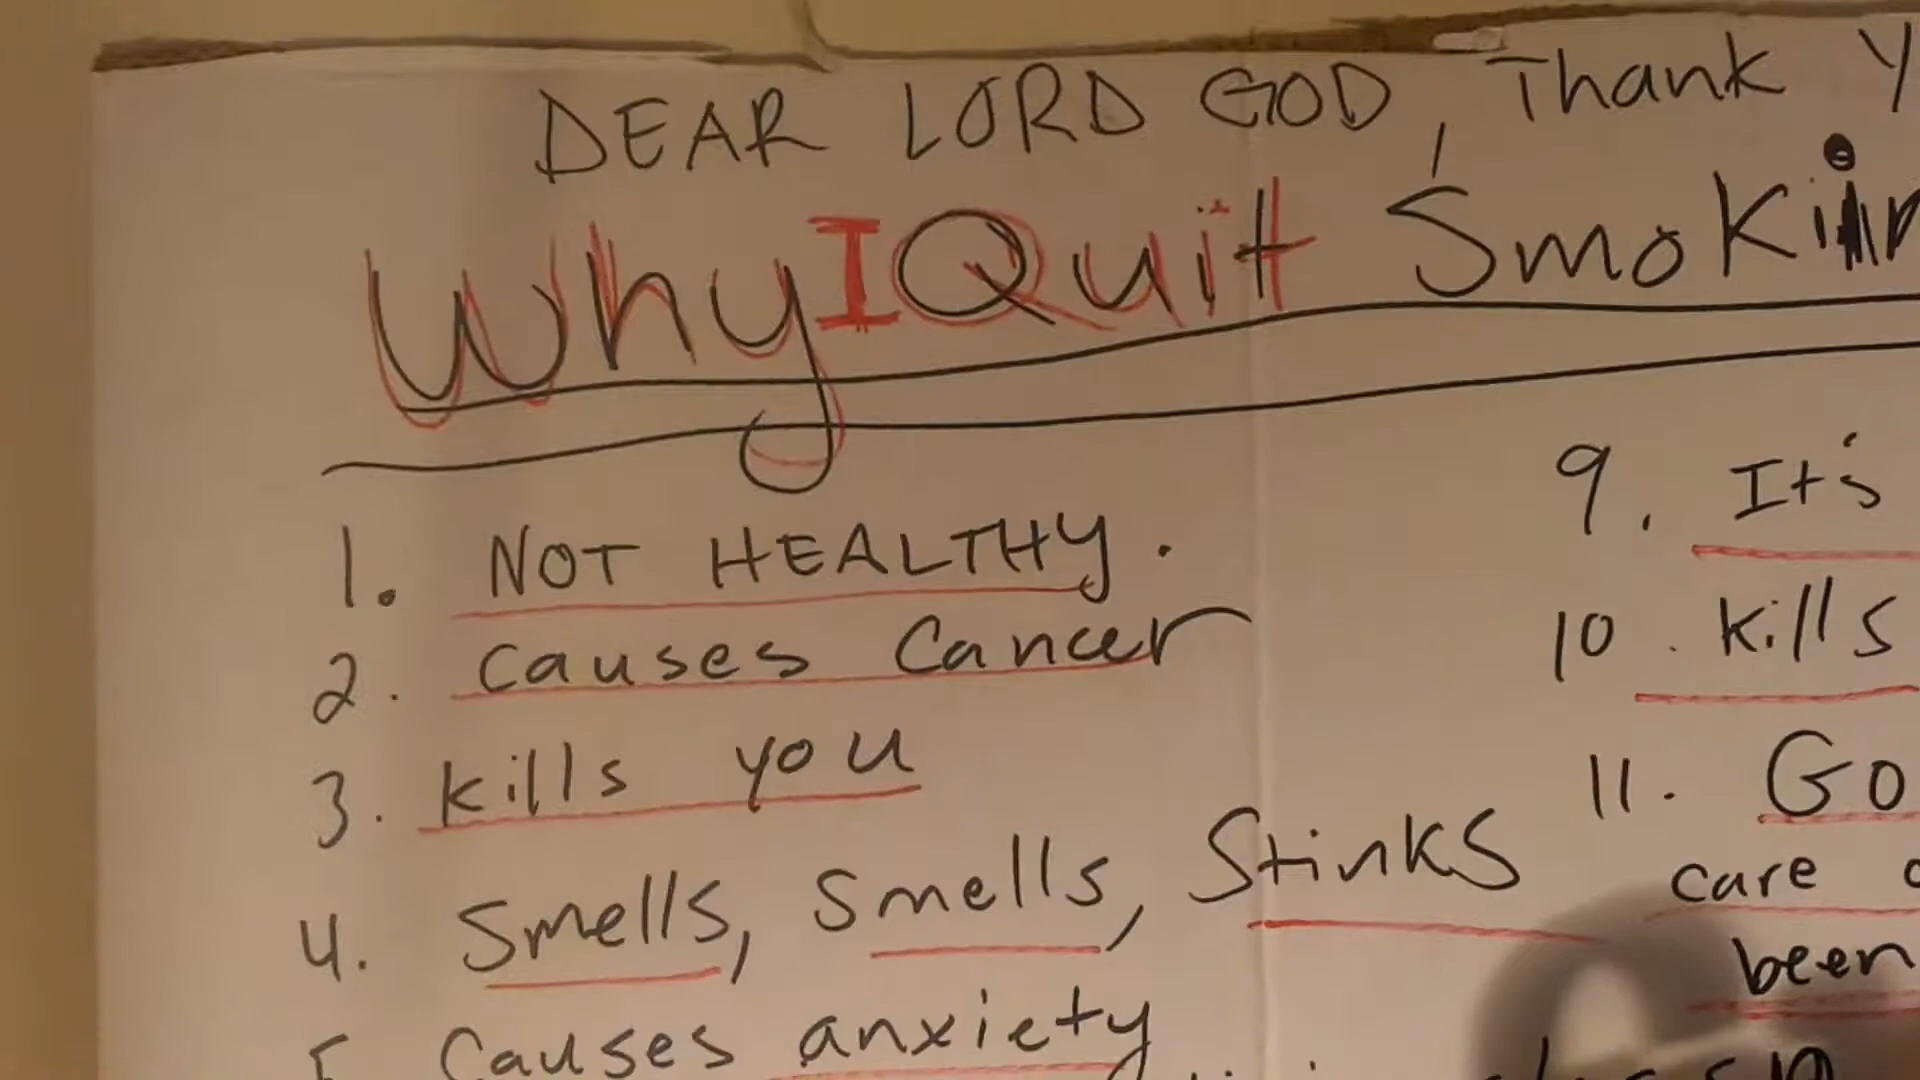 DEAR LORD GOD, Thank Y
Why I Quit Smokin
1. NOT HEALTHY.
2. Causes Cancer
3. Kills you
4. Smells, Smells, Stinks
5. Causes anxiety
9. It's
10. Kills
11. Go
care
been